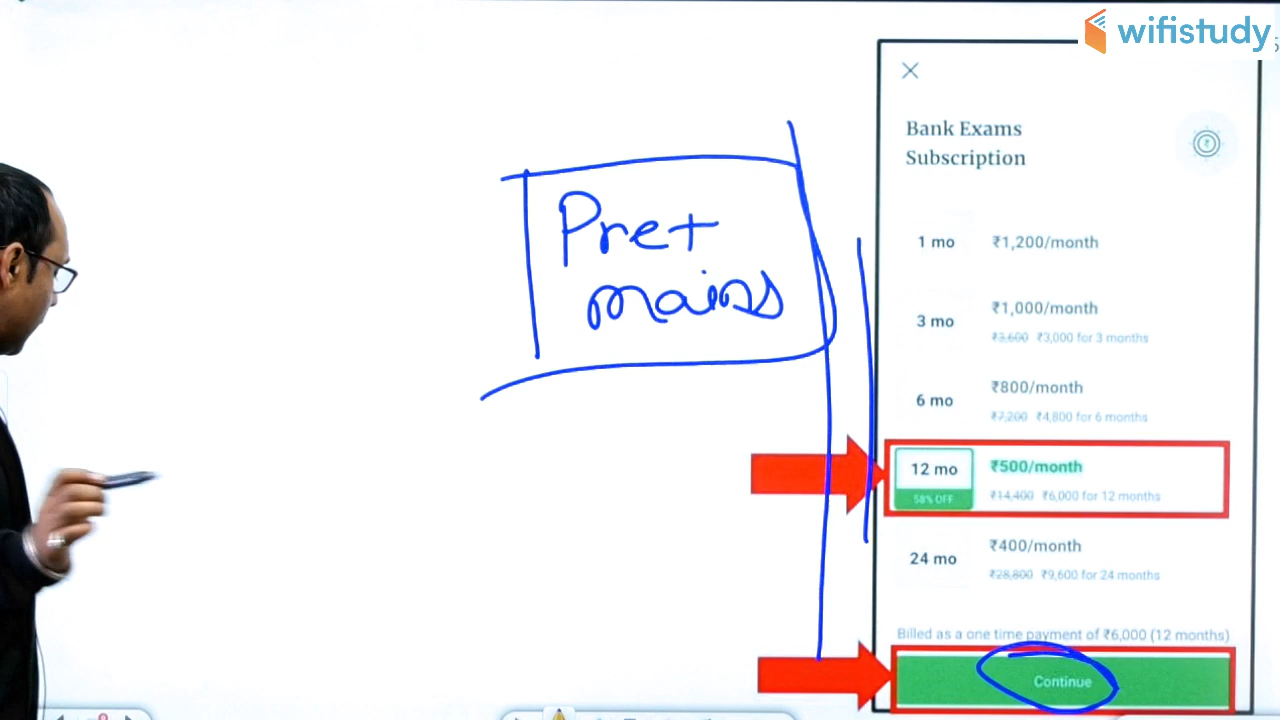 wifistudy
Pre+
mains
Bank Exams
Subscription
1 mo ₹1,200/month
3 mo ₹1,000/month
₹3,600 ₹3,000 for 3 months
6 mo ₹800/month
₹7,200 ₹4,800 for 6 months
12 mo ₹500/month
58% OFF ₹14,400 ₹6,000 for 12 months
24 mo ₹400/month
₹28,800 ₹9,600 for 24 months
Billed as a one time payment of ₹6,000 (12 months)
Continue